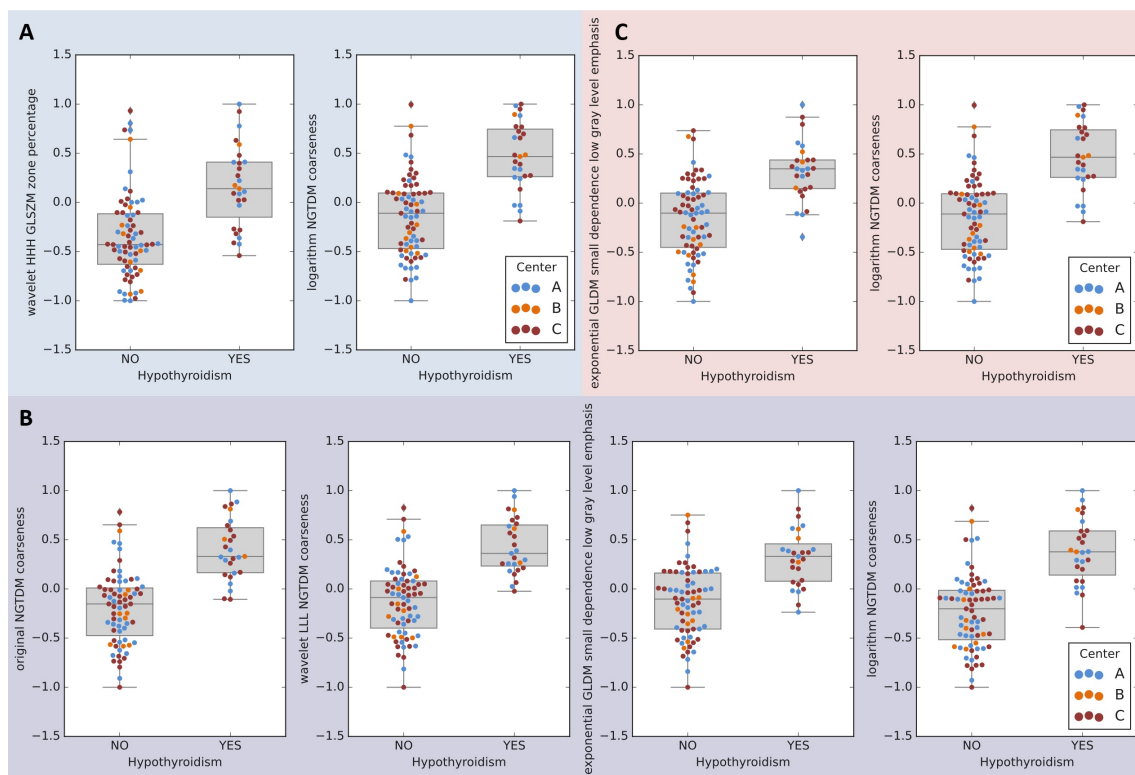 A
wavelet HHH GLSZM zone percentage
1.5
1.0
0.5
0.0
−0.5
−1.0
−1.5
NO
YES
Hypothyroidism
logarithm NGTDM coarseness
1.5
1.0
0.5
0.0
−0.5
−1.0
−1.5
NO
YES
Hypothyroidism
Center
A
B
C
C
exponential GLDM small dependence low gray level emphasis
1.5
1.0
0.5
0.0
−0.5
−1.0
−1.5
NO
YES
Hypothyroidism
logarithm NGTDM coarseness
1.5
1.0
0.5
0.0
−0.5
−1.0
−1.5
NO
YES
Hypothyroidism
Center
A
B
C
B
original NGTDM coarseness
1.5
1.0
0.5
0.0
−0.5
−1.0
−1.5
NO
YES
Hypothyroidism
wavelet LLL NGTDM coarseness
1.5
1.0
0.5
0.0
−0.5
−1.0
−1.5
NO
YES
Hypothyroidism
exponential GLDM small dependence low gray level emphasis
1.5
1.0
0.5
0.0
−0.5
−1.0
−1.5
NO
YES
Hypothyroidism
logarithm NGTDM coarseness
1.5
1.0
0.5
0.0
−0.5
−1.0
−1.5
NO
YES
Hypothyroidism
Center
A
B
C